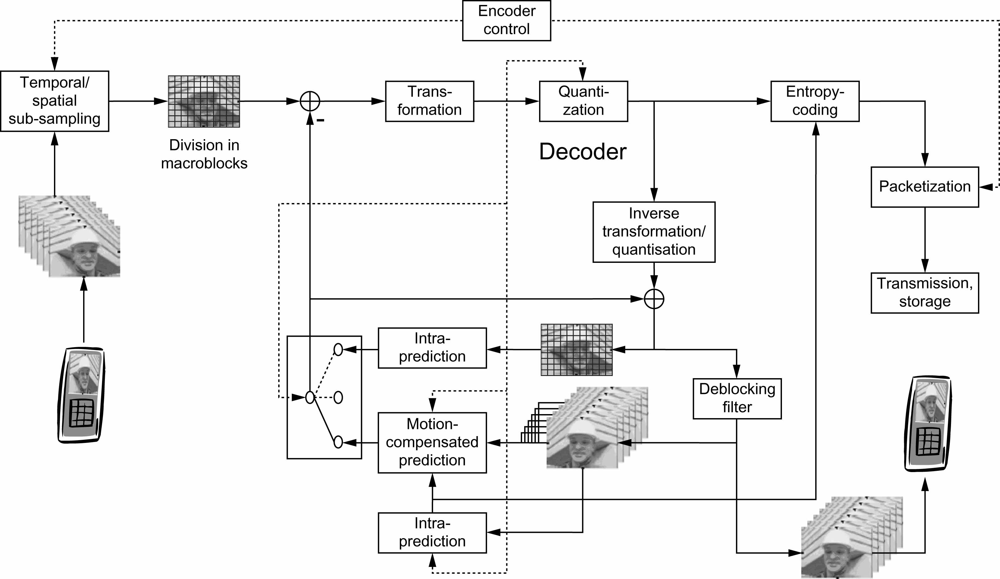 Encoder
control
Temporal/
spatial
sub-sampling
Division in
macroblocks
Trans-
formation
Quanti-
zation
Entropy-
coding
Decoder
Packetization
Inverse
transformation/
quantisation
Transmission,
storage
-
Intra-
prediction
Deblocking
filter
Motion-
compensated
prediction
Intra-
prediction